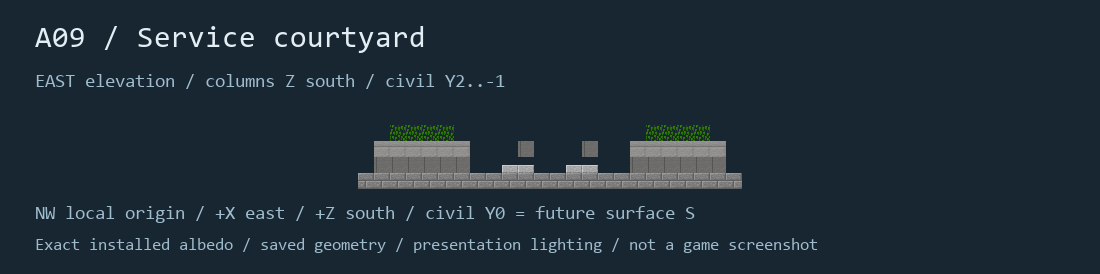 A09 / Service courtyard
EAST elevation / columns Z south / civil Y2..-1
NW local origin / +X east / +Z south / civil Y0 = future surface S
Exact installed albedo / saved geometry / presentation lighting / not a game screenshot